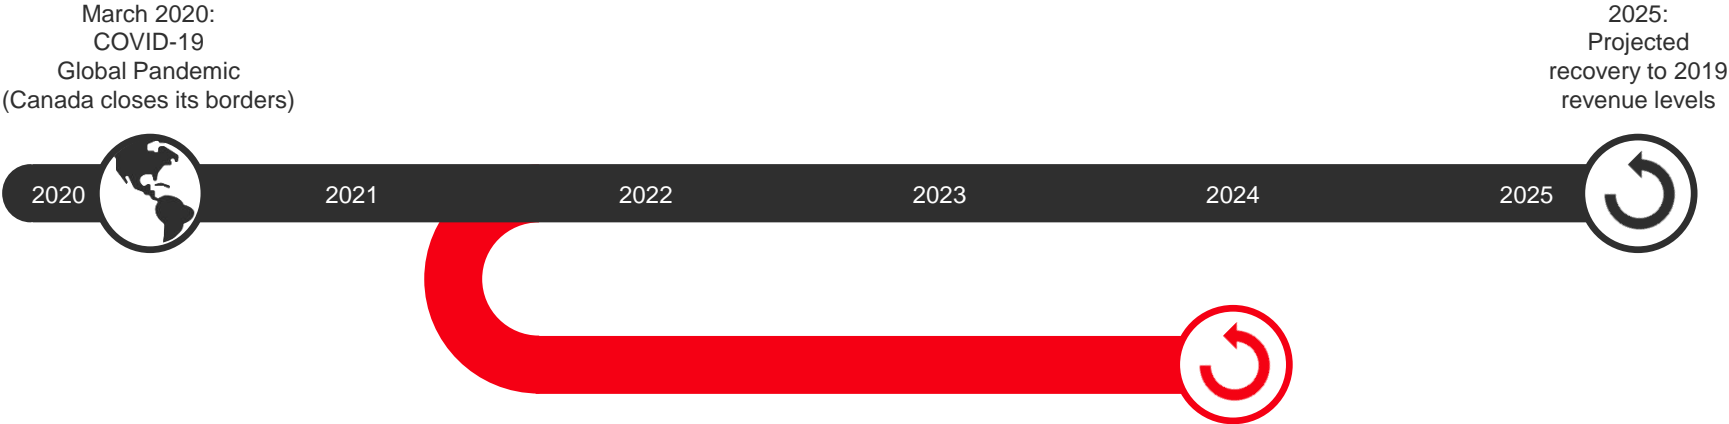 March 2020:
COVID-19
Global Pandemic
(Canada closes its borders)
2025:
Projected
recovery to 2019
revenue levels
2020
2021
2022
2023
2024
2025